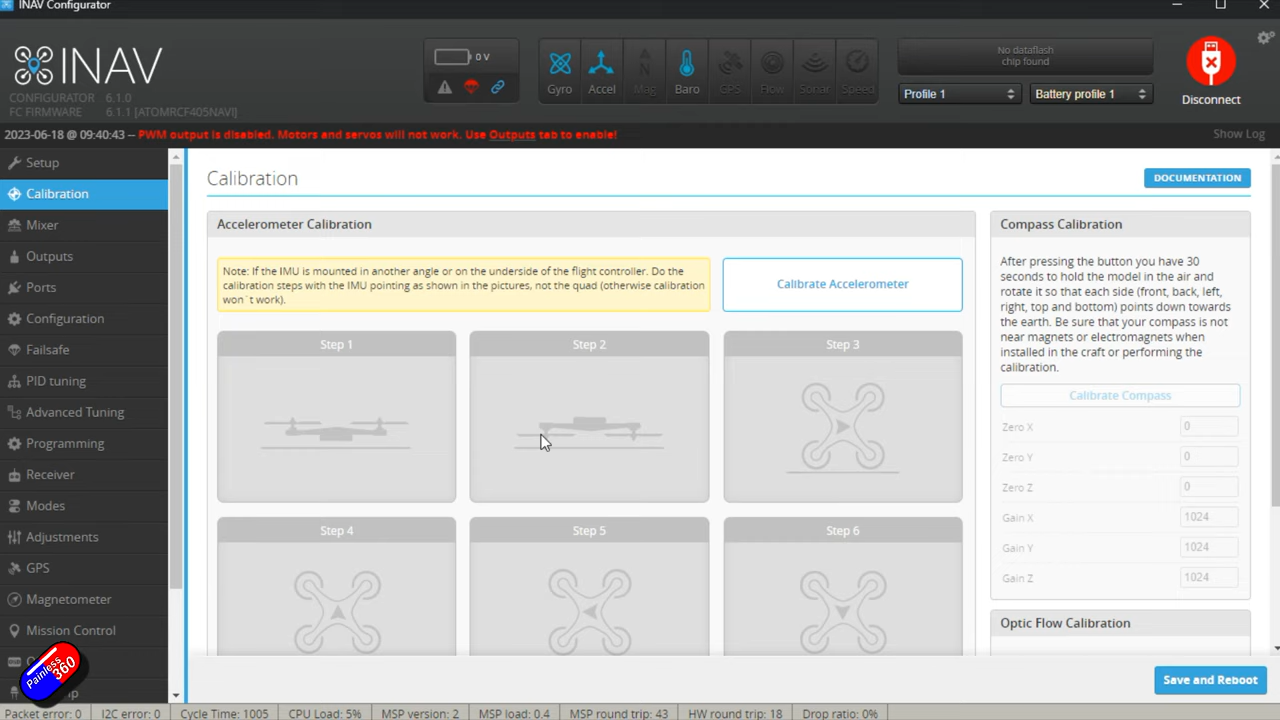 INAV Configurator
INAV
CONFIGURATOR 6.1.0
FC FIRMWARE 6.1.1 [ATOMRCF405NAVI]
0 V
Gyro
Accel
Mag
Baro
GPS
Flow
Sonar
Speed
No dataflash
chip found
Profile 1
Battery profile 1
Disconnect
2023-06-18 @ 09:40:43 -- PWM output is disabled. Motors and servos will not work. Use Outputs tab to enable!
Show Log
Setup
Calibration
Mixer
Outputs
Ports
Configuration
Failsafe
PID tuning
Advanced Tuning
Programming
Receiver
Modes
Adjustments
GPS
Magnetometer
Mission Control
Calibration
DOCUMENTATION
Accelerometer Calibration
Note: If the IMU is mounted in another angle or on the underside of the flight controller. Do the
calibration steps with the IMU pointing as shown in the pictures, not the quad (otherwise calibration
won`t work).
Calibrate Accelerometer
Step 1
Step 2
Step 3
Step 4
Step 5
Step 6
Compass Calibration
After pressing the button you have 30
seconds to hold the model in the air and
rotate it so that each side (front, back, left,
right, top and bottom) points down towards
the earth. Be sure that your compass is not
near magnets or electromagnets when
installed in the craft or performing the
calibration.
Calibrate Compass
Zero X 0
Zero Y 0
Zero Z 0
Gain X 1024
Gain Y 1024
Gain Z 1024
Optic Flow Calibration
Save and Reboot
Painless
360
Packet error: 0
I2C error: 0
Cycle Time: 1005
CPU Load: 5%
MSP version: 2
MSP load: 0.4
MSP round trip: 43
HW round trip: 18
Drop ratio: 0%